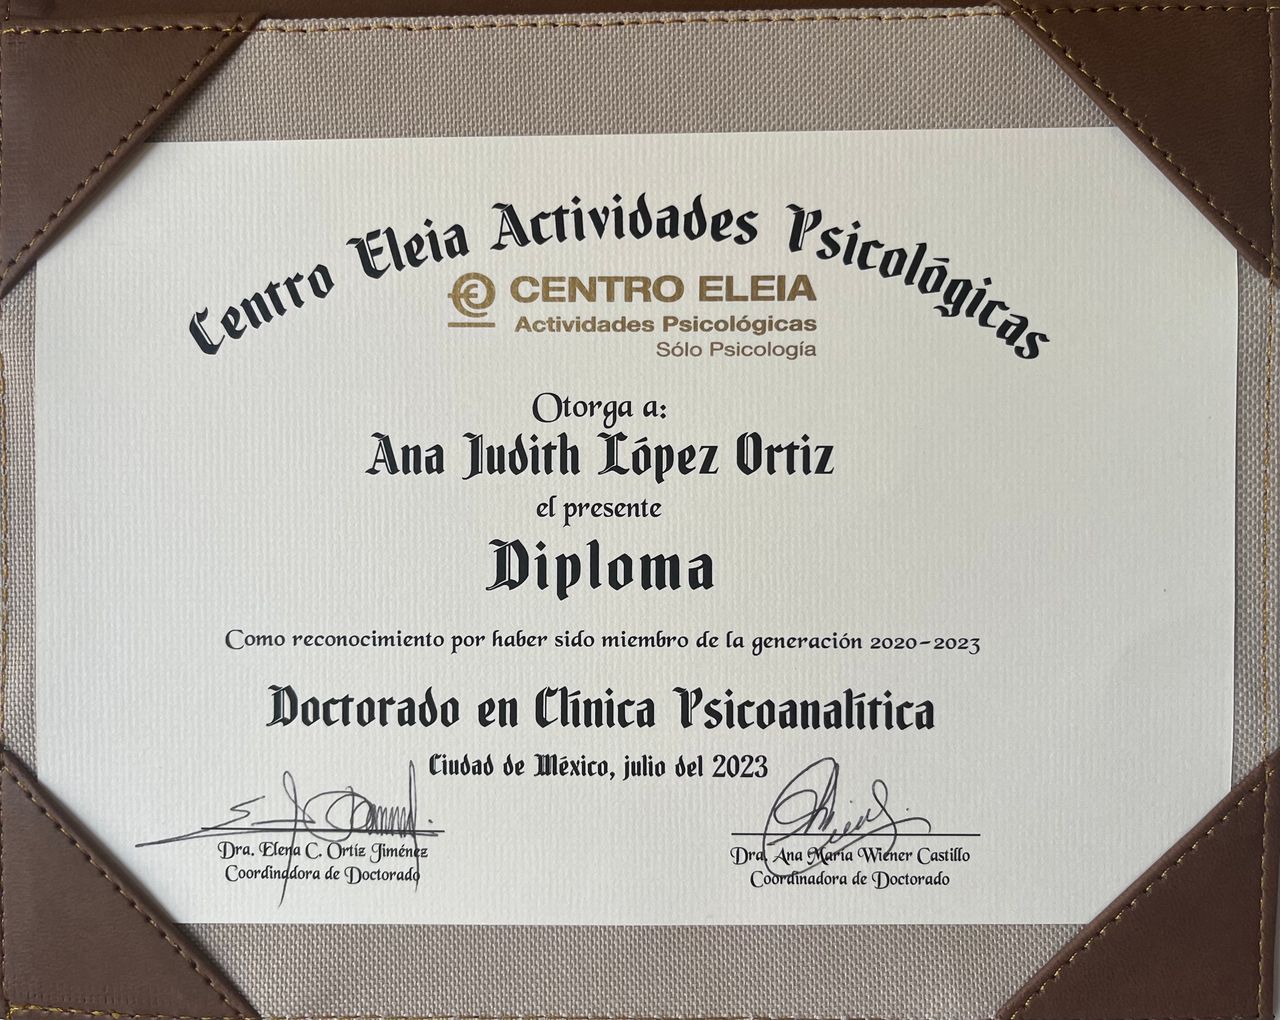 Centro Eleia Actividades Psicológicas
CENTRO ELEIA
Actividades Psicológicas
Sólo Psicología
Otorga a:
Ana Judith López Ortiz
el presente
Diploma
Como reconocimiento por haber sido miembro de la generación 2020-2023
Doctorado en Clínica Psicoanalítica
Ciudad de México, julio del 2023
Dra. Elena C. Ortíz Jiménez
Coordinadora de Doctorado
Dra. Ana María Wiener Castillo
Coordinadora de Doctorado